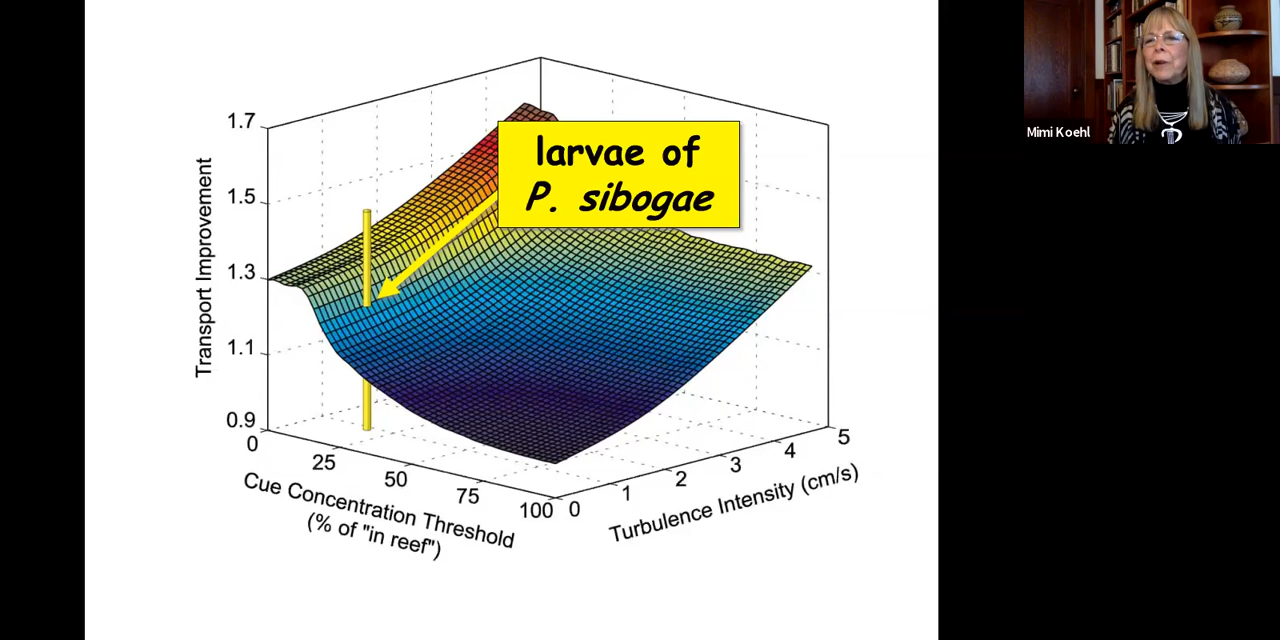 larvae of
P. sibogae
Mimi Koehl
Transport Improvement
1.7
1.5
1.3
1.1
0.9
0
25
50
75
100
Cue Concentration Threshold
(% of "in reef")
0
1
2
3
4
5
Turbulence Intensity (cm/s)